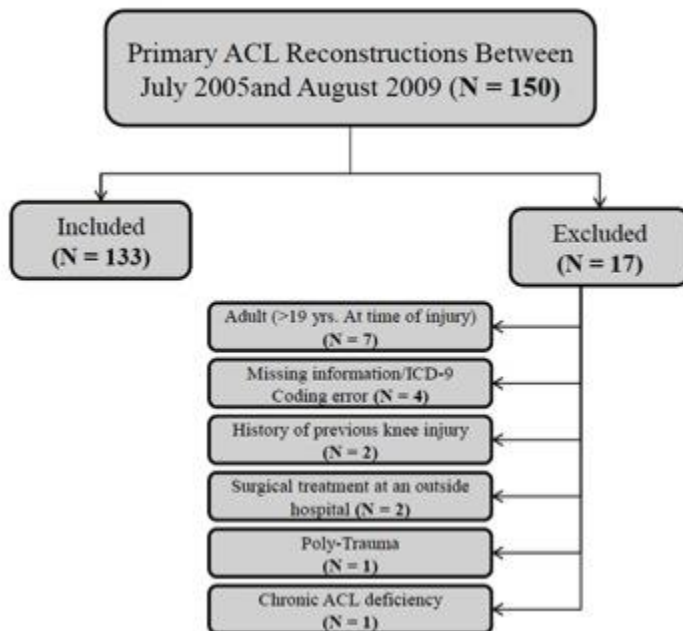 Primary ACL Reconstructions Between
July 2005and August 2009 (N = 150)
Included
(N = 133)
Excluded
(N = 17)
Adult (>19 yrs. At time of injury)
(N = 7)
Missing information/ICD-9
Coding error (N = 4)
History of previous knee injury
(N = 2)
Surgical treatment at an outside
hospital (N = 2)
Poly-Trauma
(N = 1)
Chronic ACL deficiency
(N = 1)